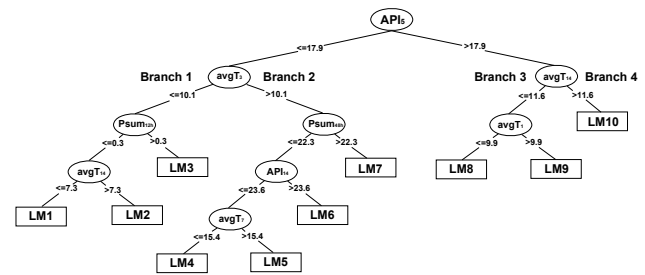 API₅
<=17.9 >17.9
Branch 1 avgT₃ Branch 2 Branch 3 avgT₁₄ Branch 4
<=10.1 >10.1 <=11.6 >11.6
Psum₁₂ₕ Psum₄₈ₕ avgT₁ LM10
<=0.3 >0.3 <=22.3 >22.3 <=9.9 >9.9
avgT₁₄ LM3 API₁₄ LM7 LM8 LM9
<=7.3 >7.3 <=23.6 >23.6
LM1 LM2 avgT₇ LM6
<=15.4 >15.4
LM4 LM5